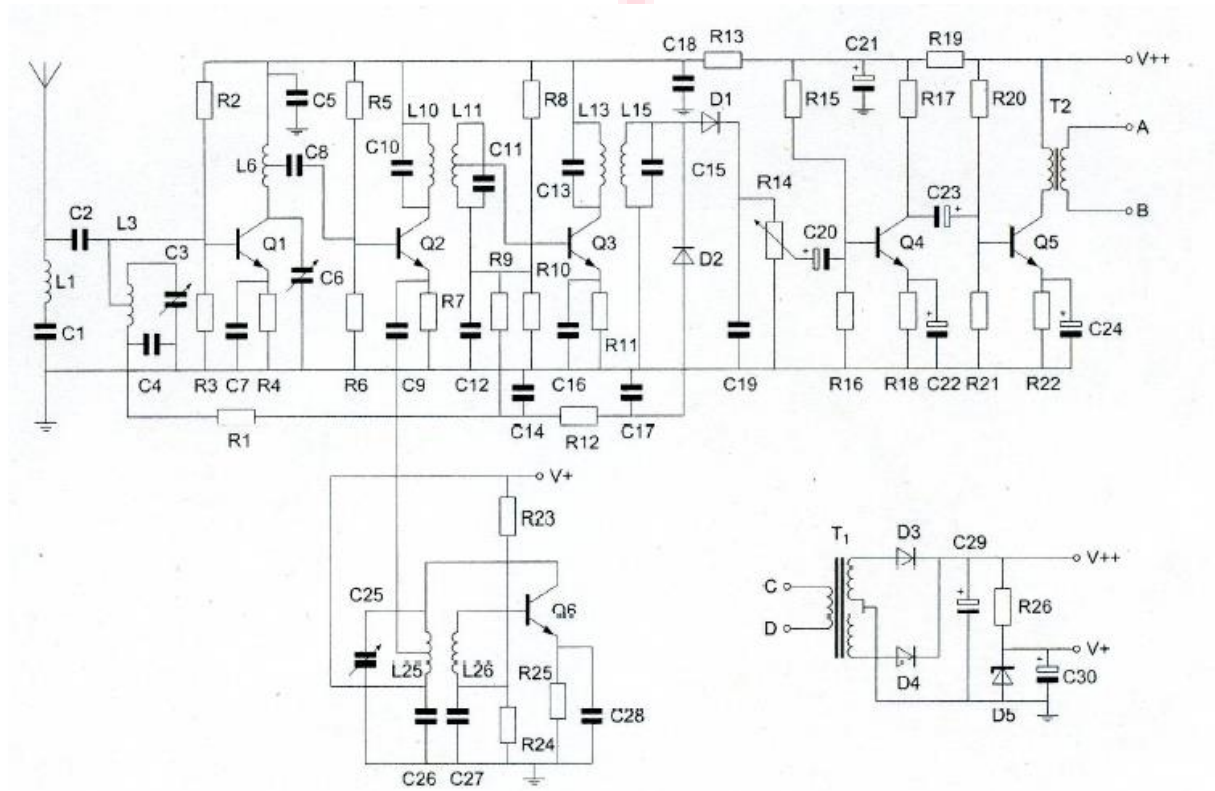 C18 R13 C21 R19
V++
R2 C5 R5 L10 L11 R8 L13 L15 D1 R15 R17 R20 T2
A
C8 C10 C11
L6 C13 C15 R14 C23
C2 L3 C3 Q1 Q2 Q3 C20 Q4 Q5 B
L1 C6 R9 R10 D2
R7
C1 R11 C24
C4 R3 C7 R4 R6 C9 C12 C16 C19 R16 R18 C22 R21 R22
R1 C14 R12 C17
V+
R23
T1 D3 C29
V++
C25 C Q6 R26
D
V+
L25 L26 R25 D4 C30
C28 D5
R24
C26 C27